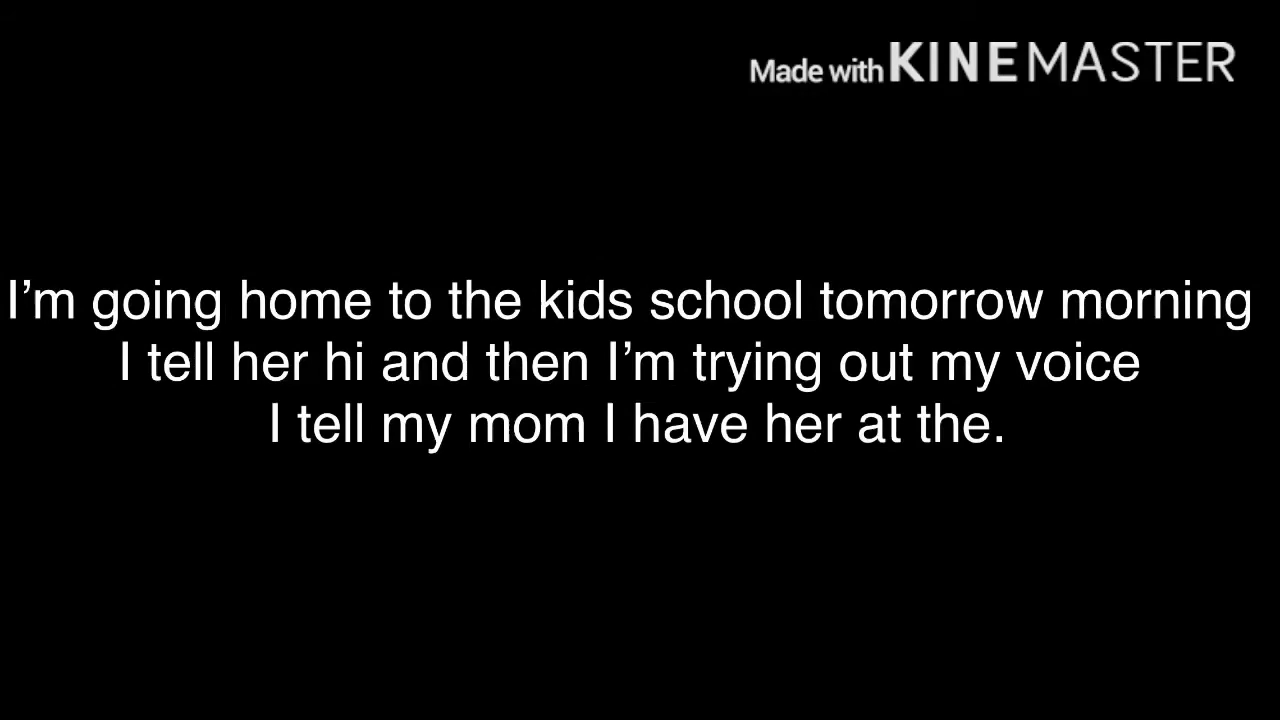 Made with KINEMASTER
I’m going home to the kids school tomorrow morning
I tell her hi and then I’m trying out my voice
I tell my mom I have her at the.